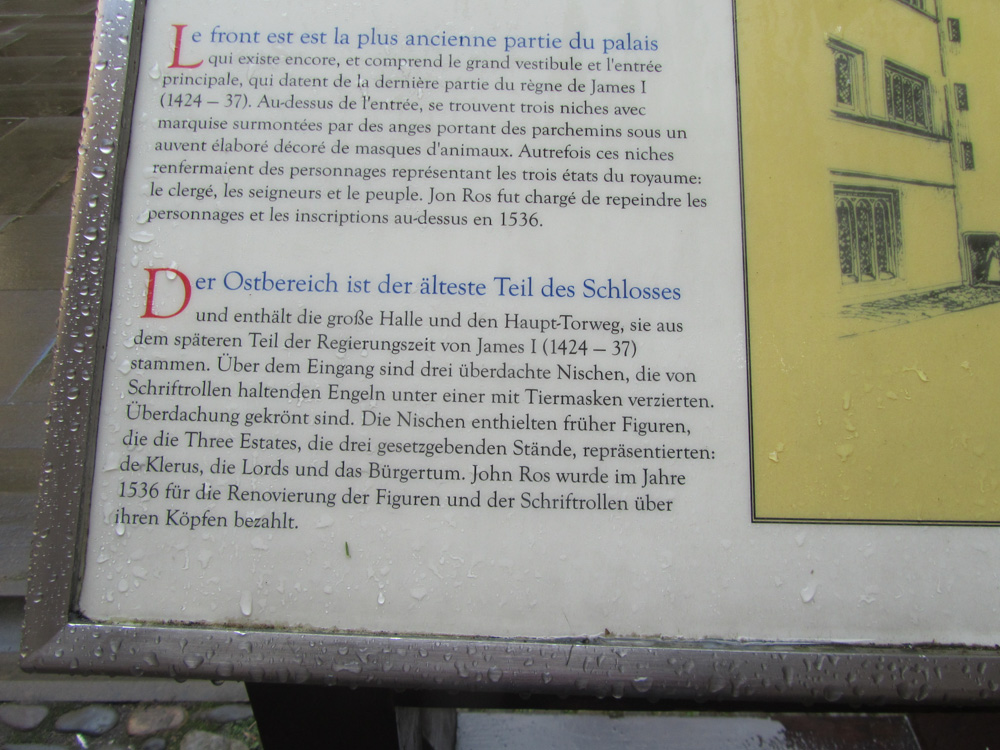 Le front est est la plus ancienne partie du palais
qui existe encore, et comprend le grand vestibule et l'entrée
principale, qui datent de la dernière partie du règne de James I
(1424 – 37). Au-dessus de l'entrée, se trouvent trois niches avec
marquise surmontées par des anges portant des parchemins sous un
auvent élaboré décoré de masques d'animaux. Autrefois ces niches
renfermaient des personnages représentant les trois états du royaume:
le clergé, les seigneurs et le peuple. Jon Ros fut chargé de repeindre les
personnages et les inscriptions au-dessus en 1536.
Der Ostbereich ist der älteste Teil des Schlosses
und enthält die große Halle und den Haupt-Torweg, sie aus
dem späteren Teil der Regierungszeit von James I (1424 – 37)
stammen. Über dem Eingang sind drei überdachte Nischen, die von
Schriftrollen haltenden Engeln unter einer mit Tiermasken verzierten.
Überdachung gekrönt sind. Die Nischen enthielten früher Figuren,
die die Three Estates, die drei gesetzgebenden Stände, repräsentierten:
de Klerus, die Lords und das Bürgertum. John Ros wurde im Jahre
1536 für die Renovierung der Figuren und der Schriftrollen über
ihren Köpfen bezahlt.